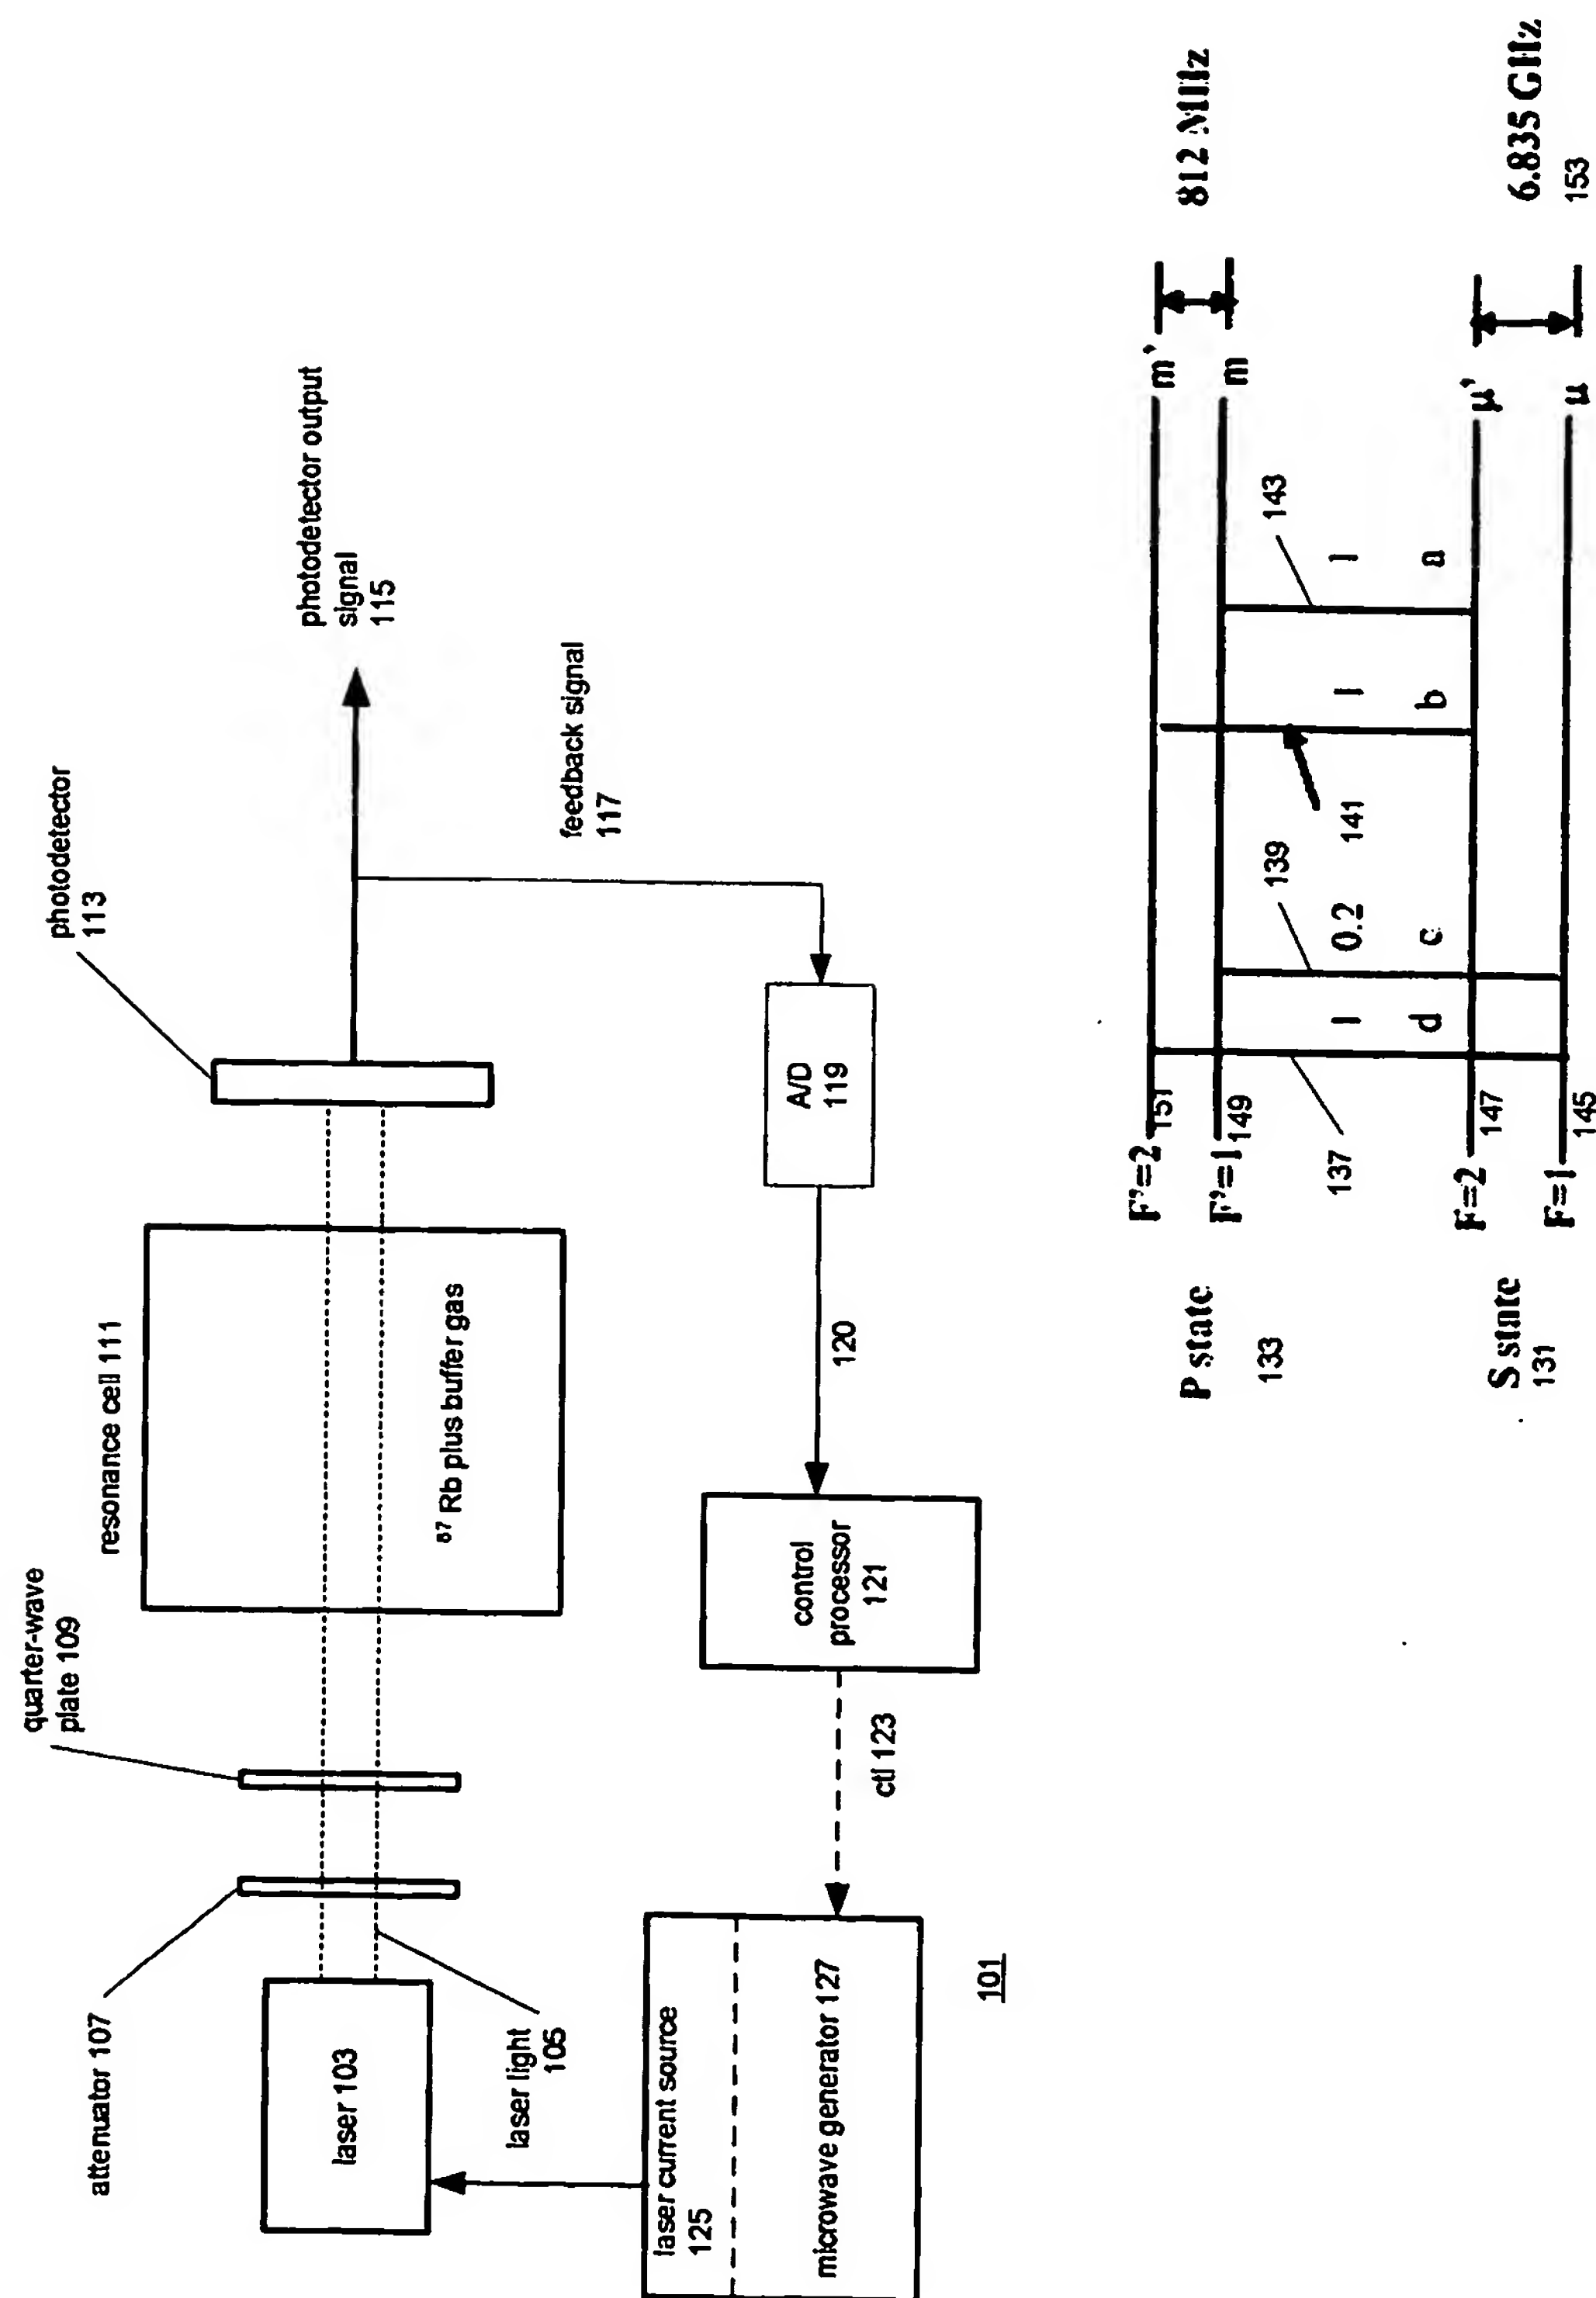 attenuator 107
quarter-wave
plate 109
resonance cell 111
photodetector
113
laser 103
laser light
105
⁸⁷ Rb plus buffer gas
photodetector output
signal
115
feedback signal
117
laser current source
125
microwave generator 127
ctl 123
control
processor
121
120
A/D
119
101
P state
133
F'=2
151
m'
812 MHz
F'=1
149
m
137
139
141
143
1
0.2
1
1
d
c
b
a
S state
131
F=2
147
μ'
F=1
145
μ
6.835 GHz
153